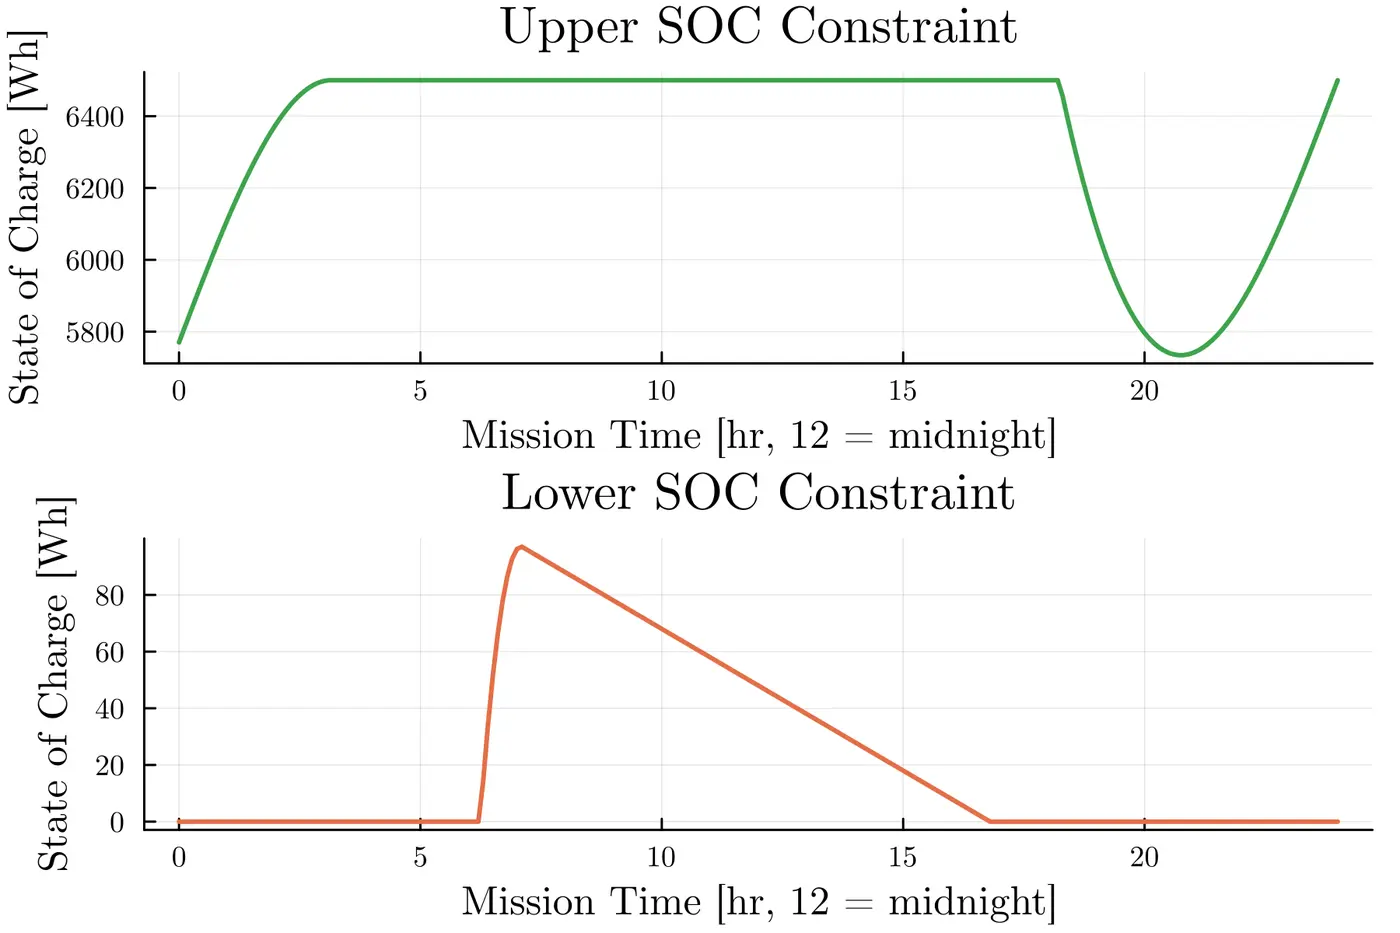 Upper SOC Constraint
State of Charge [Wh]
6400
6200
6000
5800
0 5 10 15 20
Mission Time [hr, 12 = midnight]
Lower SOC Constraint
State of Charge [Wh]
80
60
40
20
0
0 5 10 15 20
Mission Time [hr, 12 = midnight]